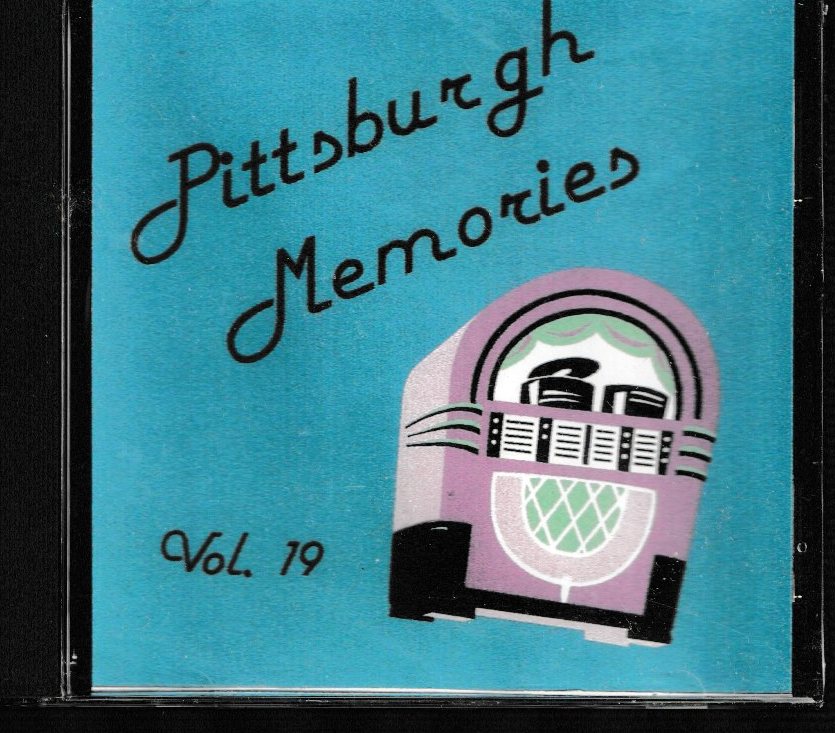 Pittsburgh
Memories
Vol. 19